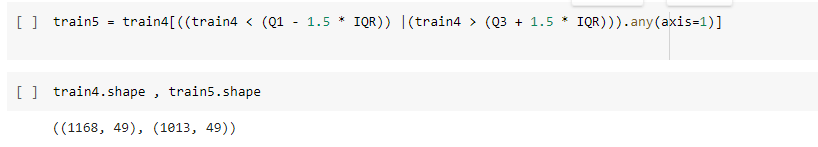 [ ] train5 = train4[((train4 < (Q1 - 1.5 * IQR)) |(train4 > (Q3 + 1.5 * IQR))).any(axis=1)]
[ ] train4.shape , train5.shape
((1168, 49), (1013, 49))